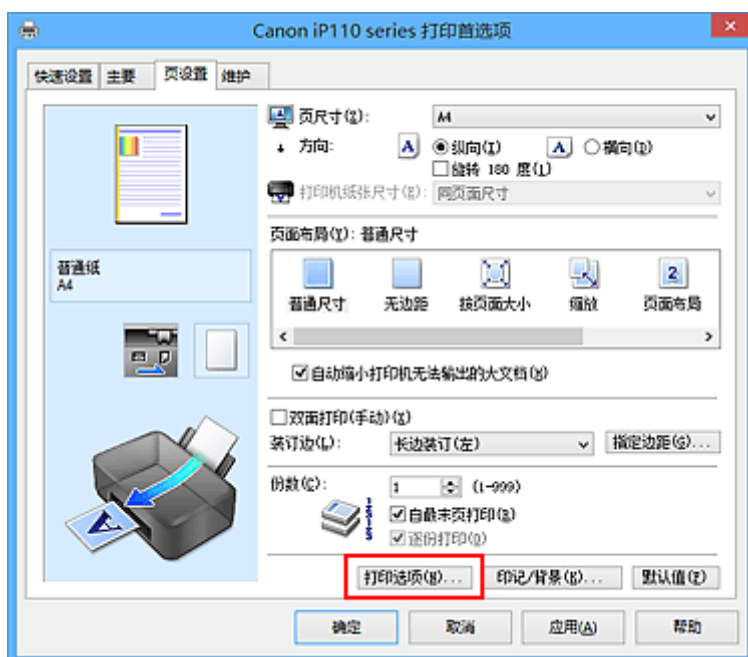 Canon iP110 series 打印首选项
快速设置 主要 页设置 维护
页尺寸(Z): A4
方向: A 纵向(I) A 横向(D)
旋转 180 度(L)
打印机纸张尺寸(E): 同页面尺寸
页面布局(Y): 普通尺寸
普通纸
A4
2
普通尺寸 无边距 按页面大小 缩放 页面布局
自动缩小打印机无法输出的大文档(B)
双面打印(手动)(X)
装订边(L): 长边装订(左) 指定边距(G)...
份数(C): 1 (1-999)
自最末页打印(R)
逐份打印(O)
A
打印选项(N)... 印记/背景(K)... 默认值(F)
确定 取消 应用(A) 帮助